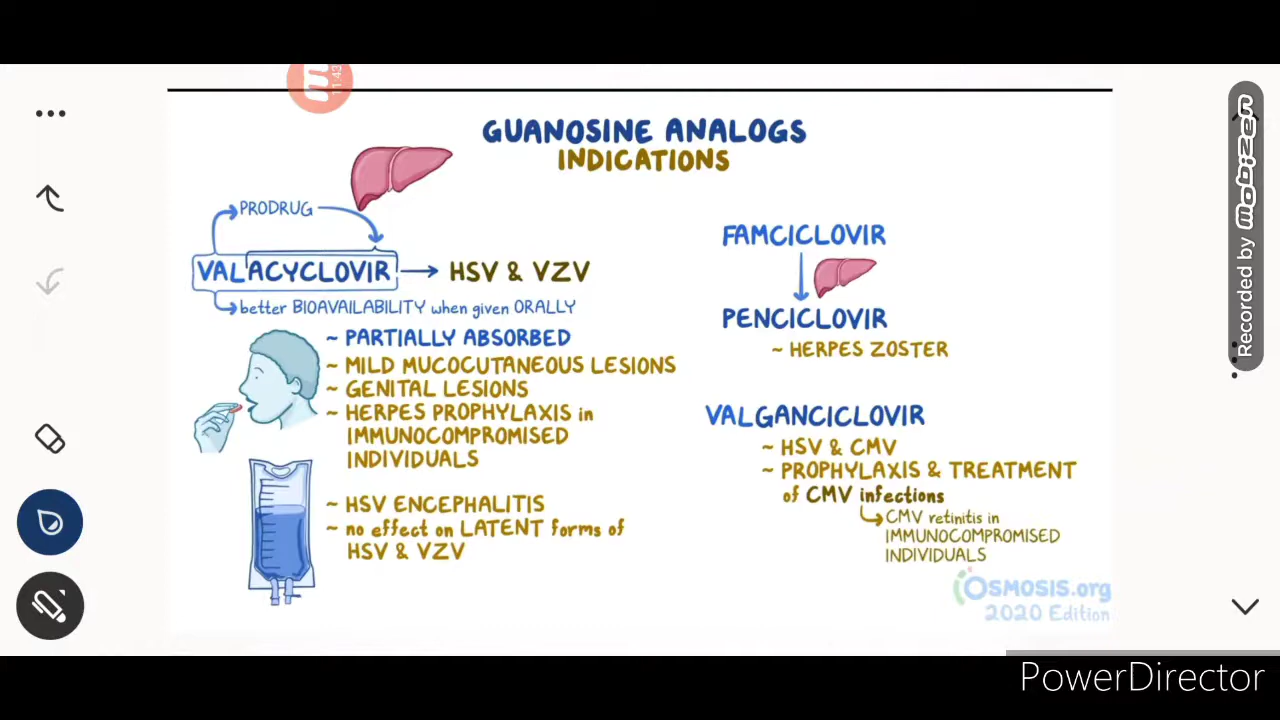 GUANOSINE ANALOGS
INDICATIONS
PRODRUG
VALACYCLOVIR → HSV & VZV
better BIOAVAILABILITY when given ORALLY
~ PARTIALLY ABSORBED
~ MILD MUCOCUTANEOUS LESIONS
~ GENITAL LESIONS
~ HERPES PROPHYLAXIS in
IMMUNOCOMPROMISED
INDIVIDUALS
~ HSV ENCEPHALITIS
~ no effect on LATENT forms of
HSV & VZV
FAMCICLOVIR
PENCICLOVIR
~ HERPES ZOSTER
VALGANCICLOVIR
~ HSV & CMV
~ PROPHYLAXIS & TREATMENT
of CMV infections
CMV retinitis in
IMMUNOCOMPROMISED
INDIVIDUALS
OSMOSIS.org
2020 Edition
11:43
Recorded by mobizen
PowerDirector